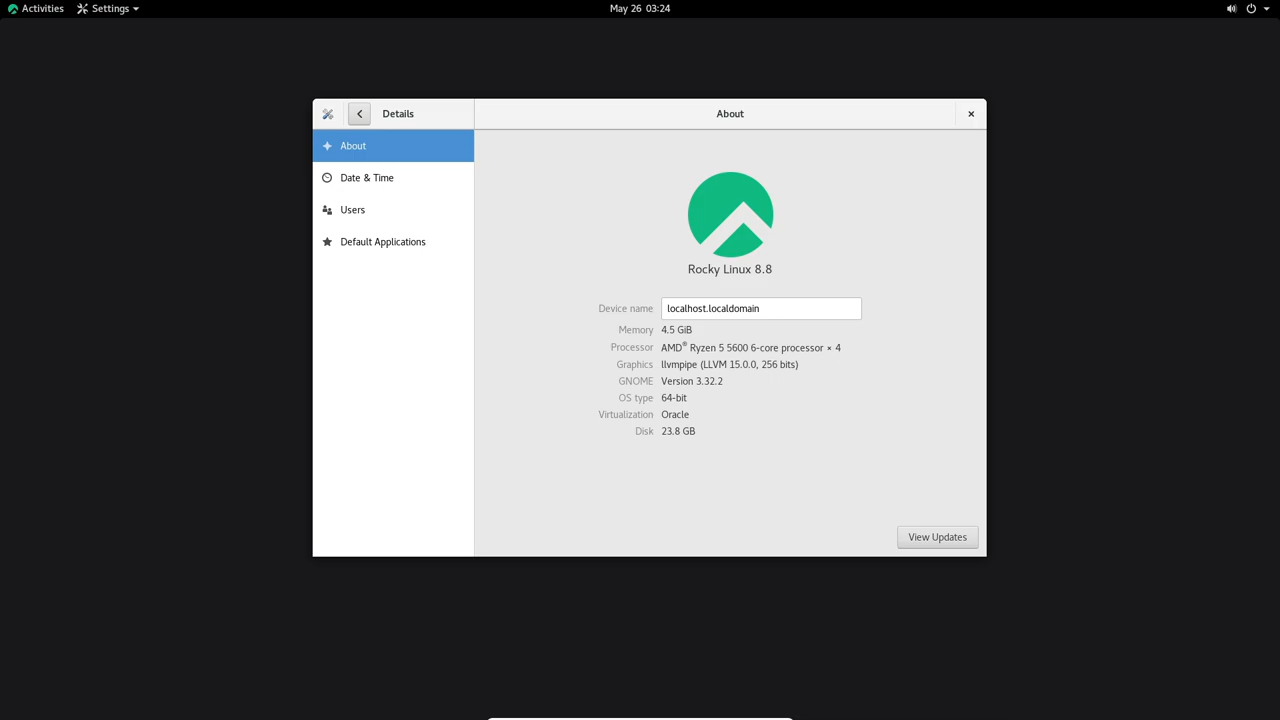 Activities Settings May 26 03:24
Details About
About
Date & Time
Users
Default Applications
Rocky Linux 8.8
Device name localhost.localdomain
Memory 4.5 GiB
Processor AMD® Ryzen 5 5600 6-core processor × 4
Graphics llvmpipe (LLVM 15.0.0, 256 bits)
GNOME Version 3.32.2
OS type 64-bit
Virtualization Oracle
Disk 23.8 GB
View Updates